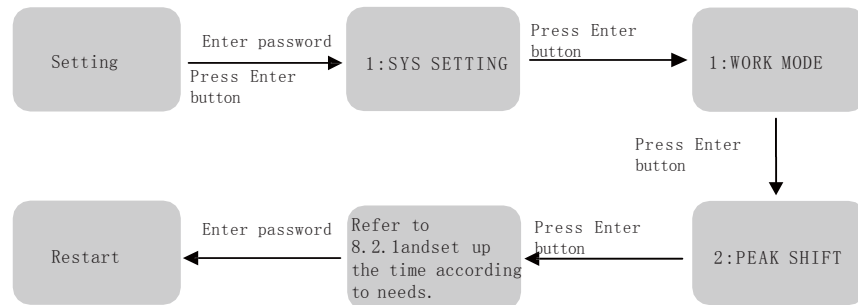 Setting
Enter password
Press Enter
button
1:SYS SETTING
Press Enter
button
1:WORK MODE
Press Enter
button
2:PEAK SHIFT
Press Enter
button
Refer to
8.2.1andset up
the time according
to needs.
Enter password
Restart